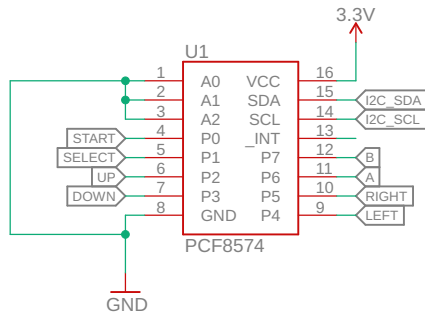 3.3V
U1
1 A0 VCC 16
2 A1 SDA 15 I2C_SDA
3 A2 SCL 14 I2C_SCL
START 4 P0 _INT 13
SELECT 5 P1 P7 12 B
UP 6 P2 P6 11 A
DOWN 7 P3 P5 10 RIGHT
8 GND P4 9 LEFT
PCF8574
GND